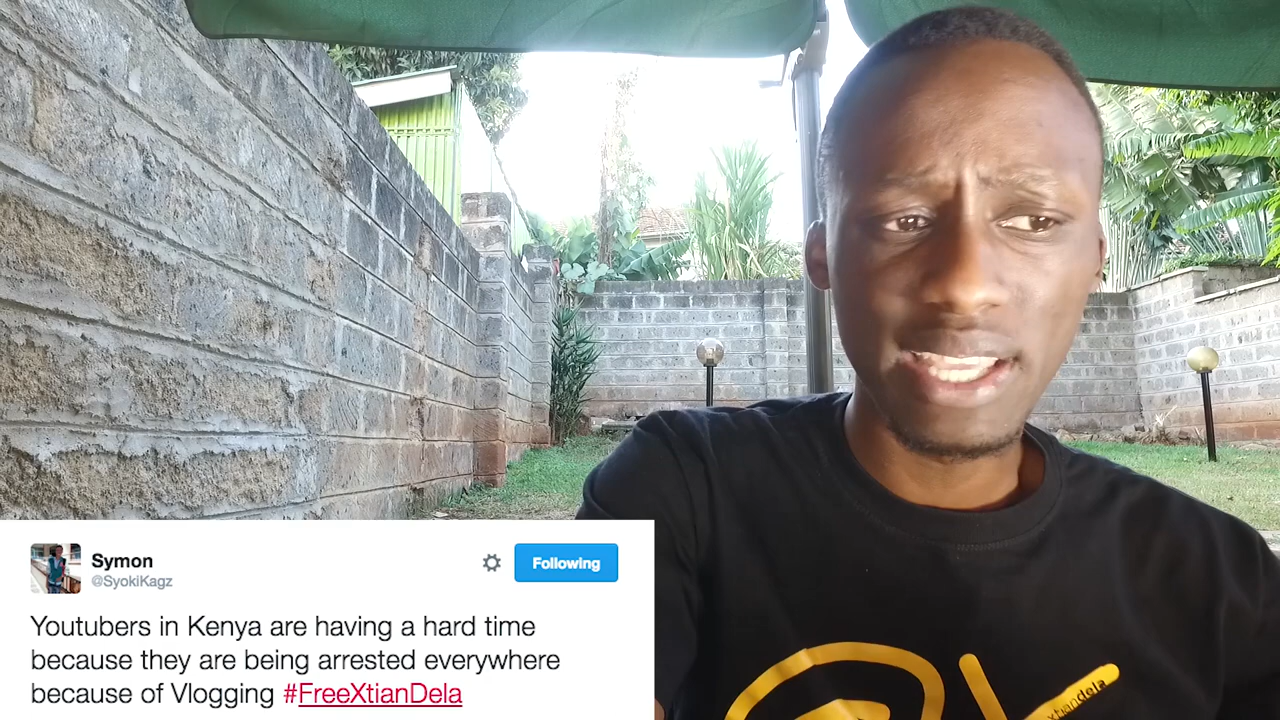 Symon
@SyokiKagz
Following
Youtubers in Kenya are having a hard time
because they are being arrested everywhere
because of Vlogging #FreeXtianDela
xtiandela